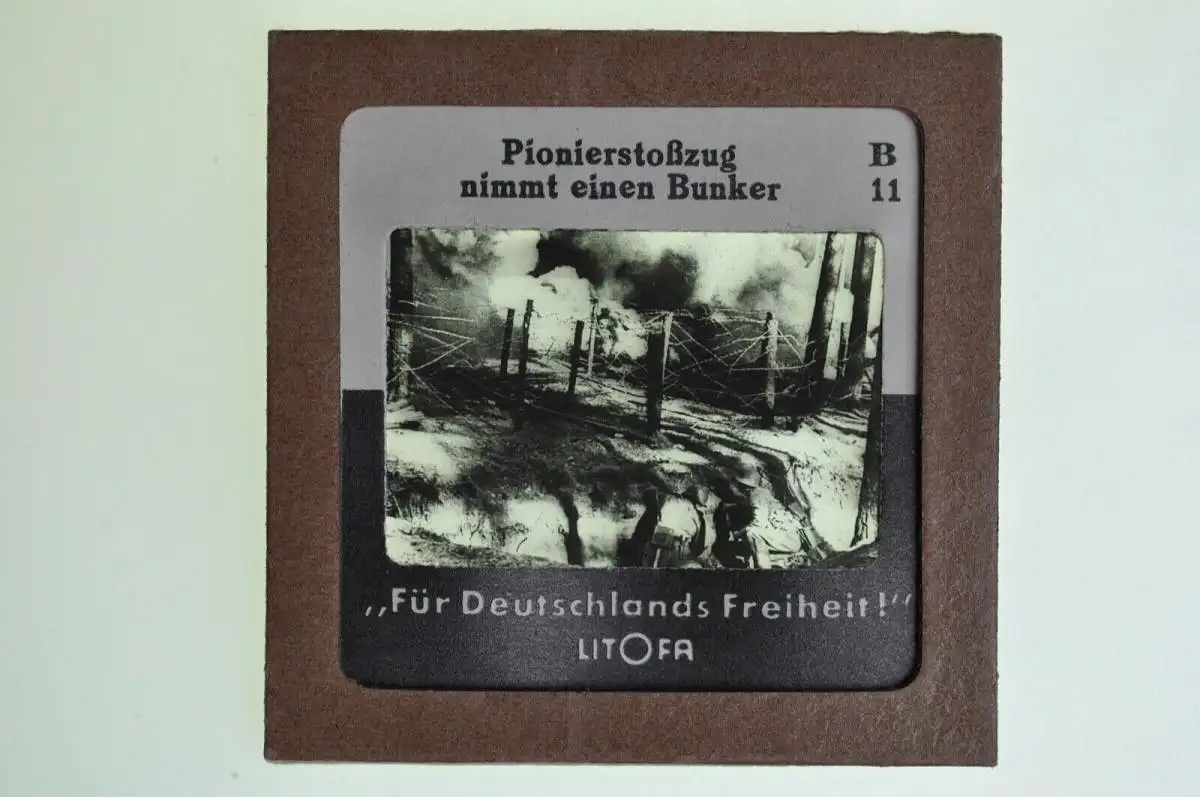 Pionierstoßzug
nimmt einen Bunker
B
11
„Für Deutschlands Freiheit!“
LITOFA